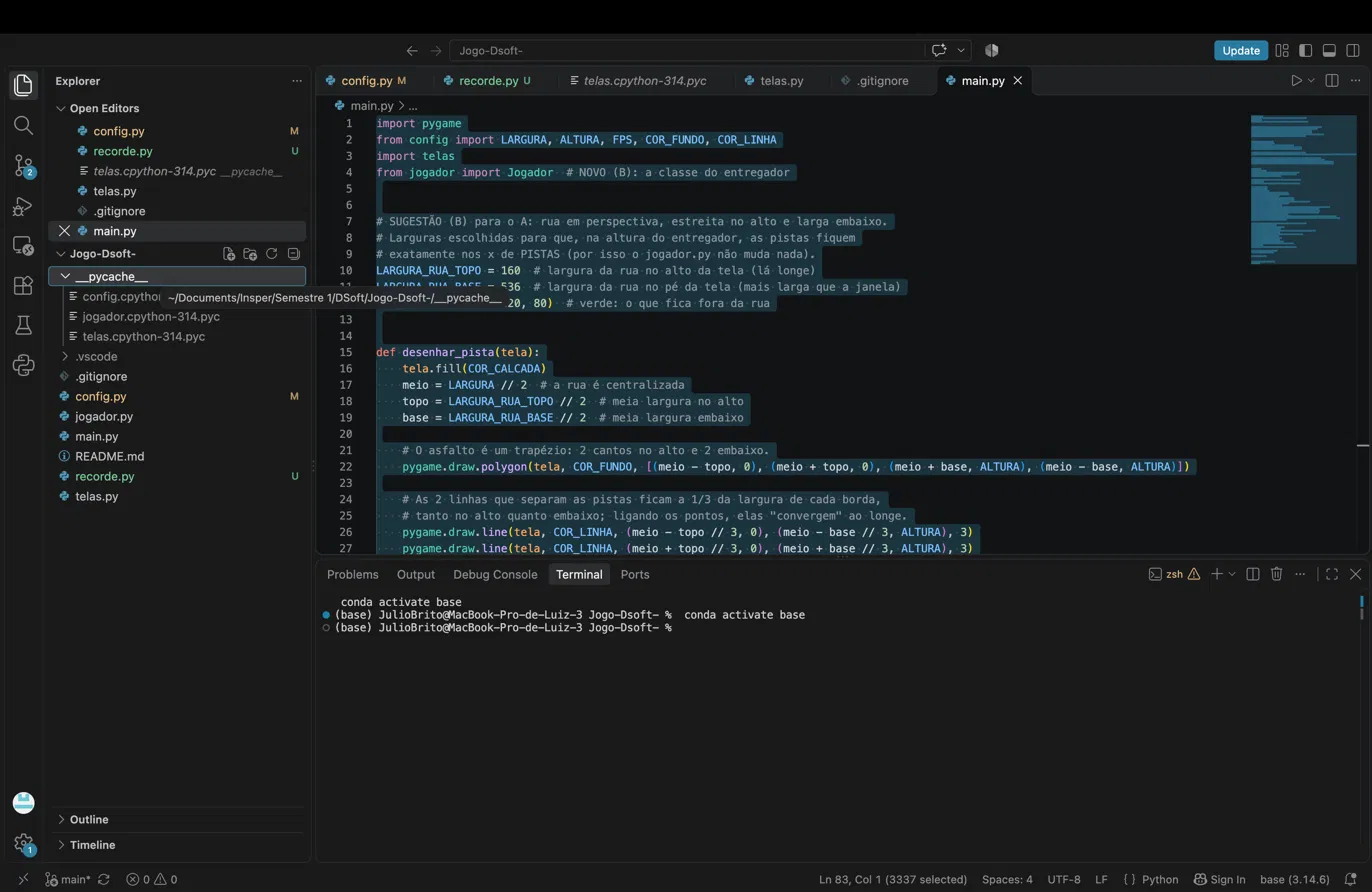 Jogo-Dsoft-
Update
Explorer
Open Editors
config.py M
recorde.py U
telas.cpython-314.pyc __pycache__
telas.py
.gitignore
main.py
Jogo-Dsoft-
__pycache__
config.cpython
~/Documents/Insper/Semestre 1/DSoft/Jogo-Dsoft-/__pycache__
jogador.cpython-314.pyc
telas.cpython-314.pyc
.vscode
.gitignore
config.py M
jogador.py
main.py
README.md
recorde.py U
telas.py
Outline
Timeline
2
1
config.py M
recorde.py U
telas.cpython-314.pyc
telas.py
.gitignore
main.py
main.py > ...
1 import pygame
2 from config import LARGURA, ALTURA, FPS, COR_FUNDO, COR_LINHA
3 import telas
4 from jogador import Jogador # NOVO (B): a classe do entregador
5
6
7 # SUGESTÃO (B) para o A: rua em perspectiva, estreita no alto e larga embaixo.
8 # Larguras escolhidas para que, na altura do entregador, as pistas fiquem
9 # exatamente nos x de PISTAS (por isso o jogador.py não muda nada).
10 LARGURA_RUA_TOPO = 160 # largura da rua no alto da tela (lá longe)
LARGURA_RUA_BASE = 536 # largura da rua no pé da tela (mais larga que a janela)
20, 80) # verde: o que fica fora da rua
13
14
15 def desenhar_pista(tela):
16 tela.fill(COR_CALCADA)
17 meio = LARGURA // 2 # a rua é centralizada
18 topo = LARGURA_RUA_TOPO // 2 # meia largura no alto
19 base = LARGURA_RUA_BASE // 2 # meia largura embaixo
20
21 # O asfalto é um trapézio: 2 cantos no alto e 2 embaixo.
22 pygame.draw.polygon(tela, COR_FUNDO, [(meio - topo, 0), (meio + topo, 0), (meio + base, ALTURA), (meio - base, ALTURA)])
23
24 # As 2 linhas que separam as pistas ficam a 1/3 da largura de cada borda,
25 # tanto no alto quanto embaixo; ligando os pontos, elas "convergem" ao longe.
26 pygame.draw.line(tela, COR_LINHA, (meio - topo // 3, 0), (meio - base // 3, ALTURA), 3)
27 pygame.draw.line(tela, COR_LINHA, (meio + topo // 3, 0), (meio + base // 3, ALTURA), 3)
Problems Output Debug Console Terminal Ports
zsh
conda activate base
(base) JulioBrito@MacBook-Pro-de-Luiz-3 Jogo-Dsoft- % conda activate base
(base) JulioBrito@MacBook-Pro-de-Luiz-3 Jogo-Dsoft- %
main* 0 0 Ln 83, Col 1 (3337 selected) Spaces: 4 UTF-8 LF { } Python Sign In base (3.14.6)